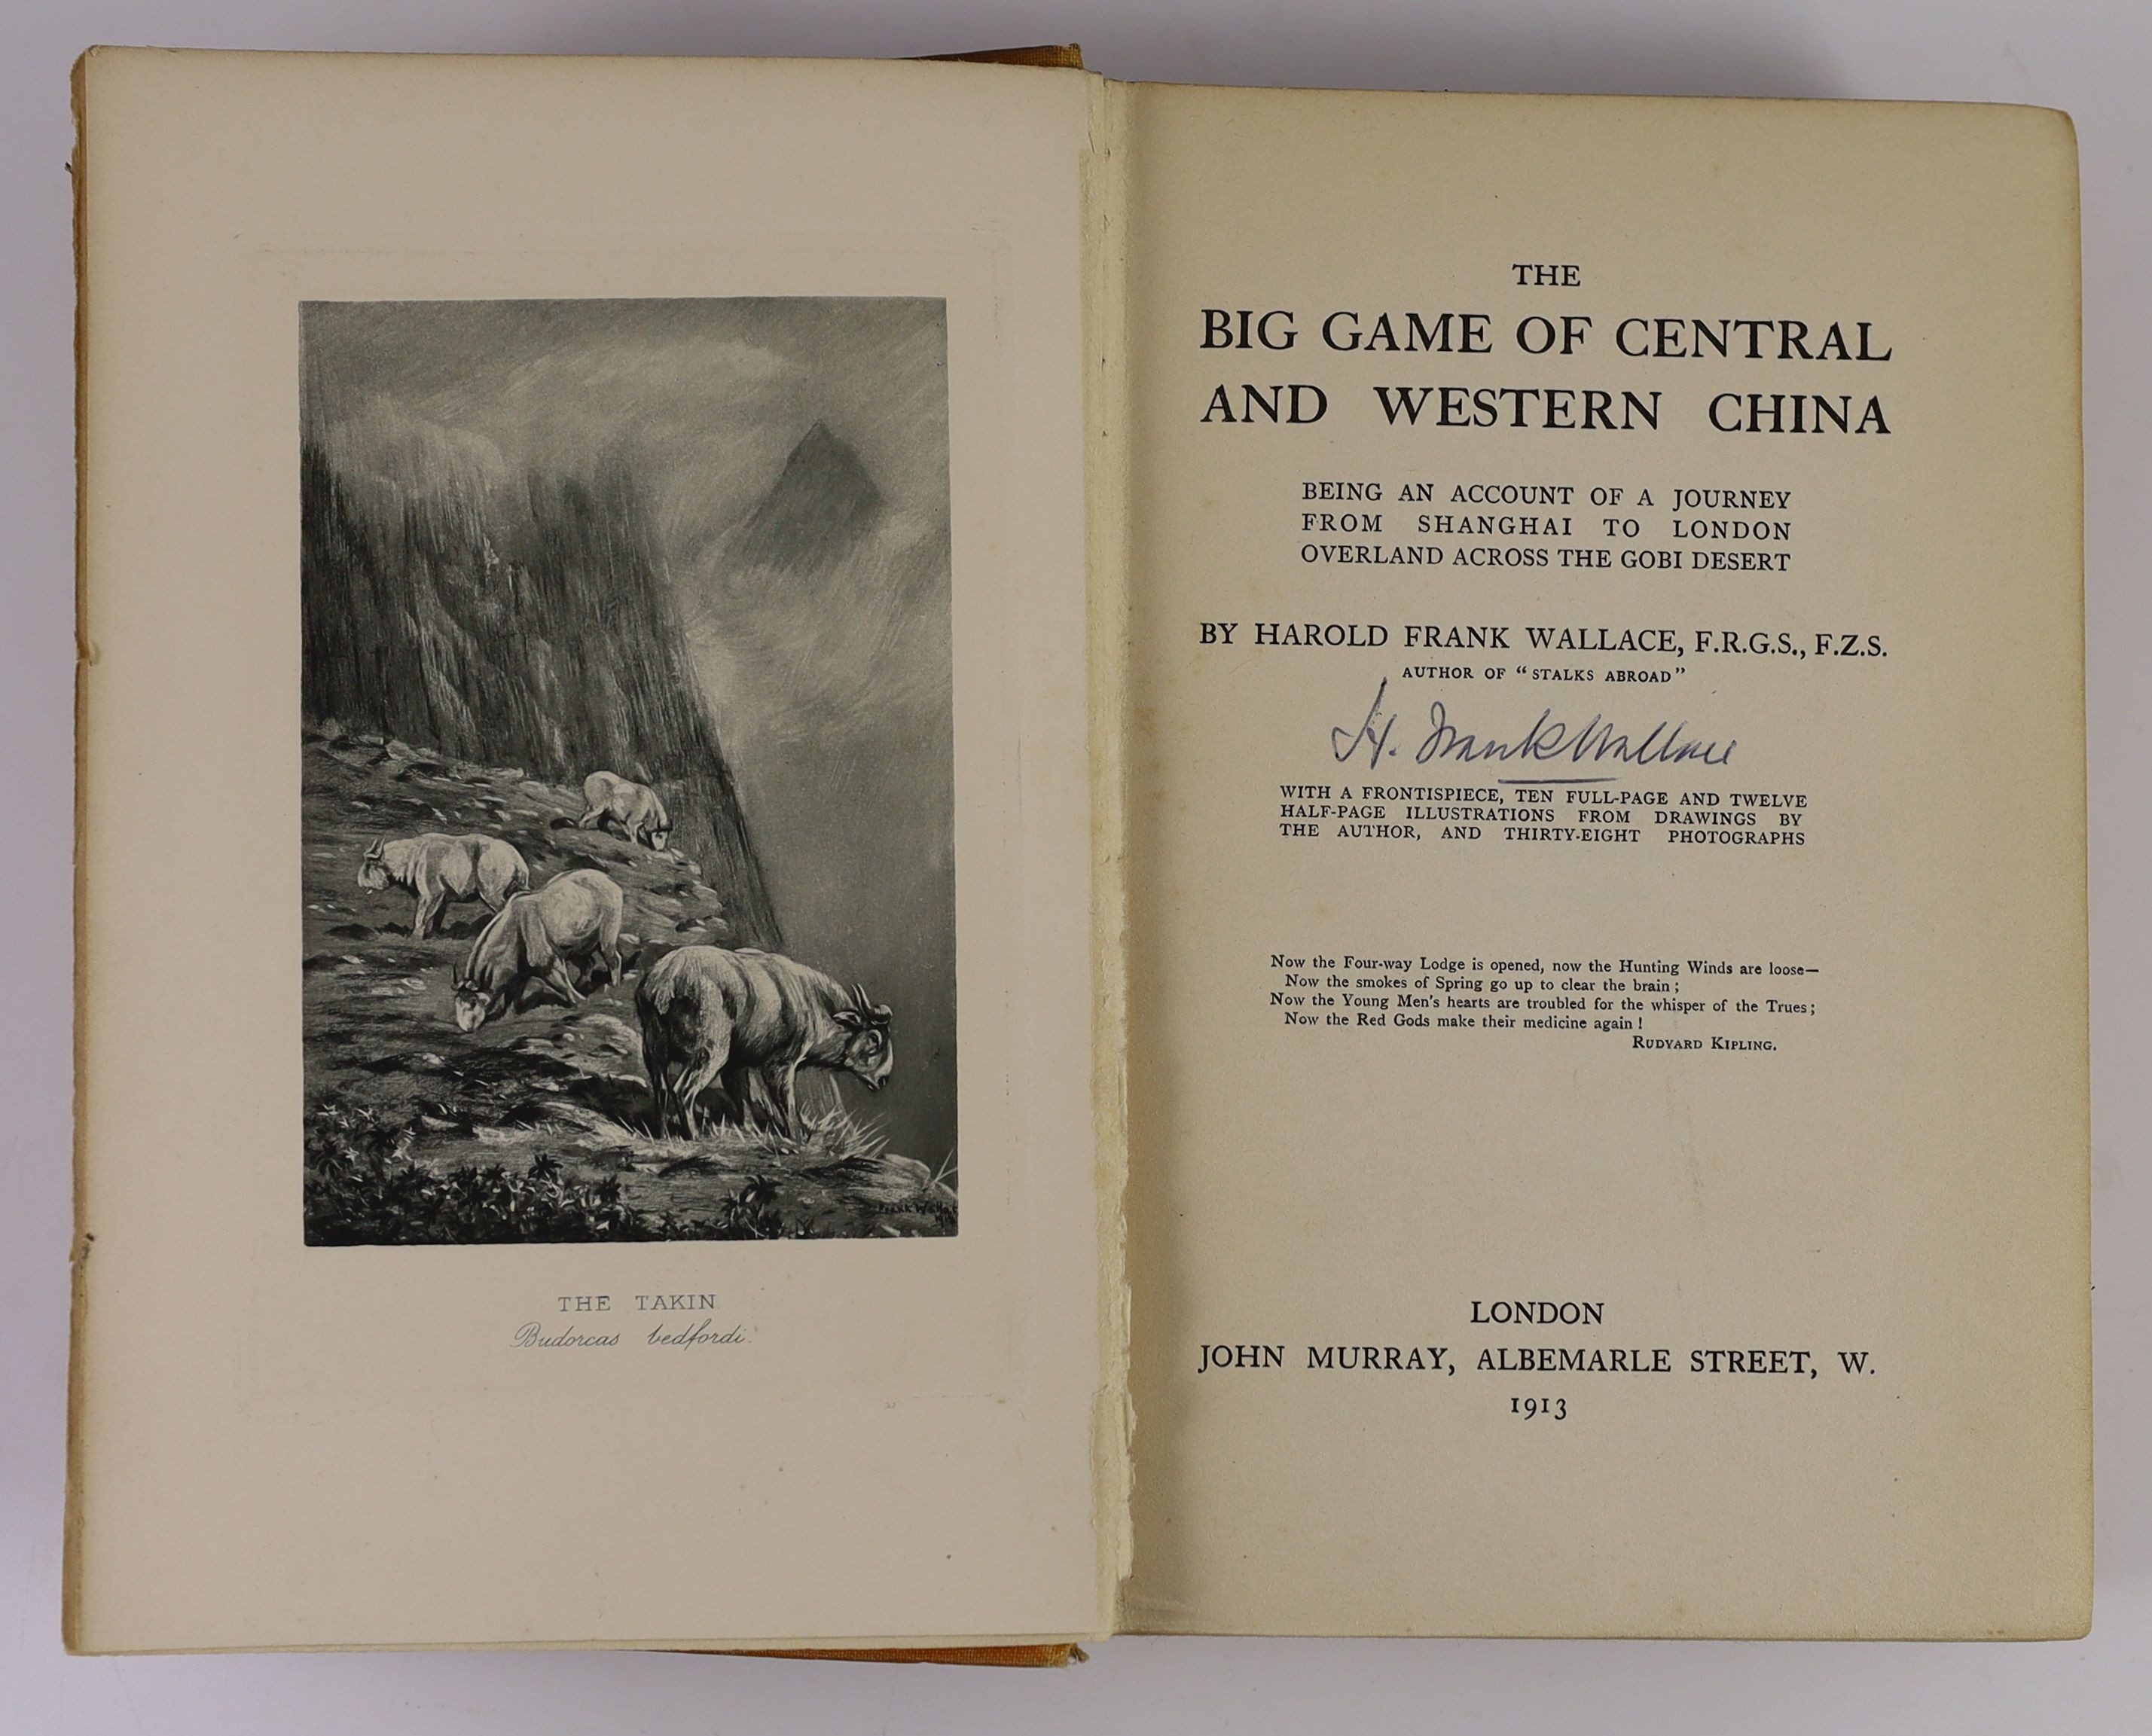 THE TAKIN
Budorcas bedfordi.
THE
BIG GAME OF CENTRAL
AND WESTERN CHINA
BEING AN ACCOUNT OF A JOURNEY
FROM SHANGHAI TO LONDON
OVERLAND ACROSS THE GOBI DESERT
BY HAROLD FRANK WALLACE, F.R.G.S., F.Z.S.
AUTHOR OF "STALKS ABROAD"
H. Frank Wallace
WITH A FRONTISPIECE, TEN FULL-PAGE AND TWELVE
HALF-PAGE ILLUSTRATIONS FROM DRAWINGS BY
THE AUTHOR, AND THIRTY-EIGHT PHOTOGRAPHS
Now the Four-way Lodge is opened, now the Hunting Winds are loose—
Now the smokes of Spring go up to clear the brain;
Now the Young Men's hearts are troubled for the whisper of the Trues;
Now the Red Gods make their medicine again!
RUDYARD KIPLING.
LONDON
JOHN MURRAY, ALBEMARLE STREET, W.
1913